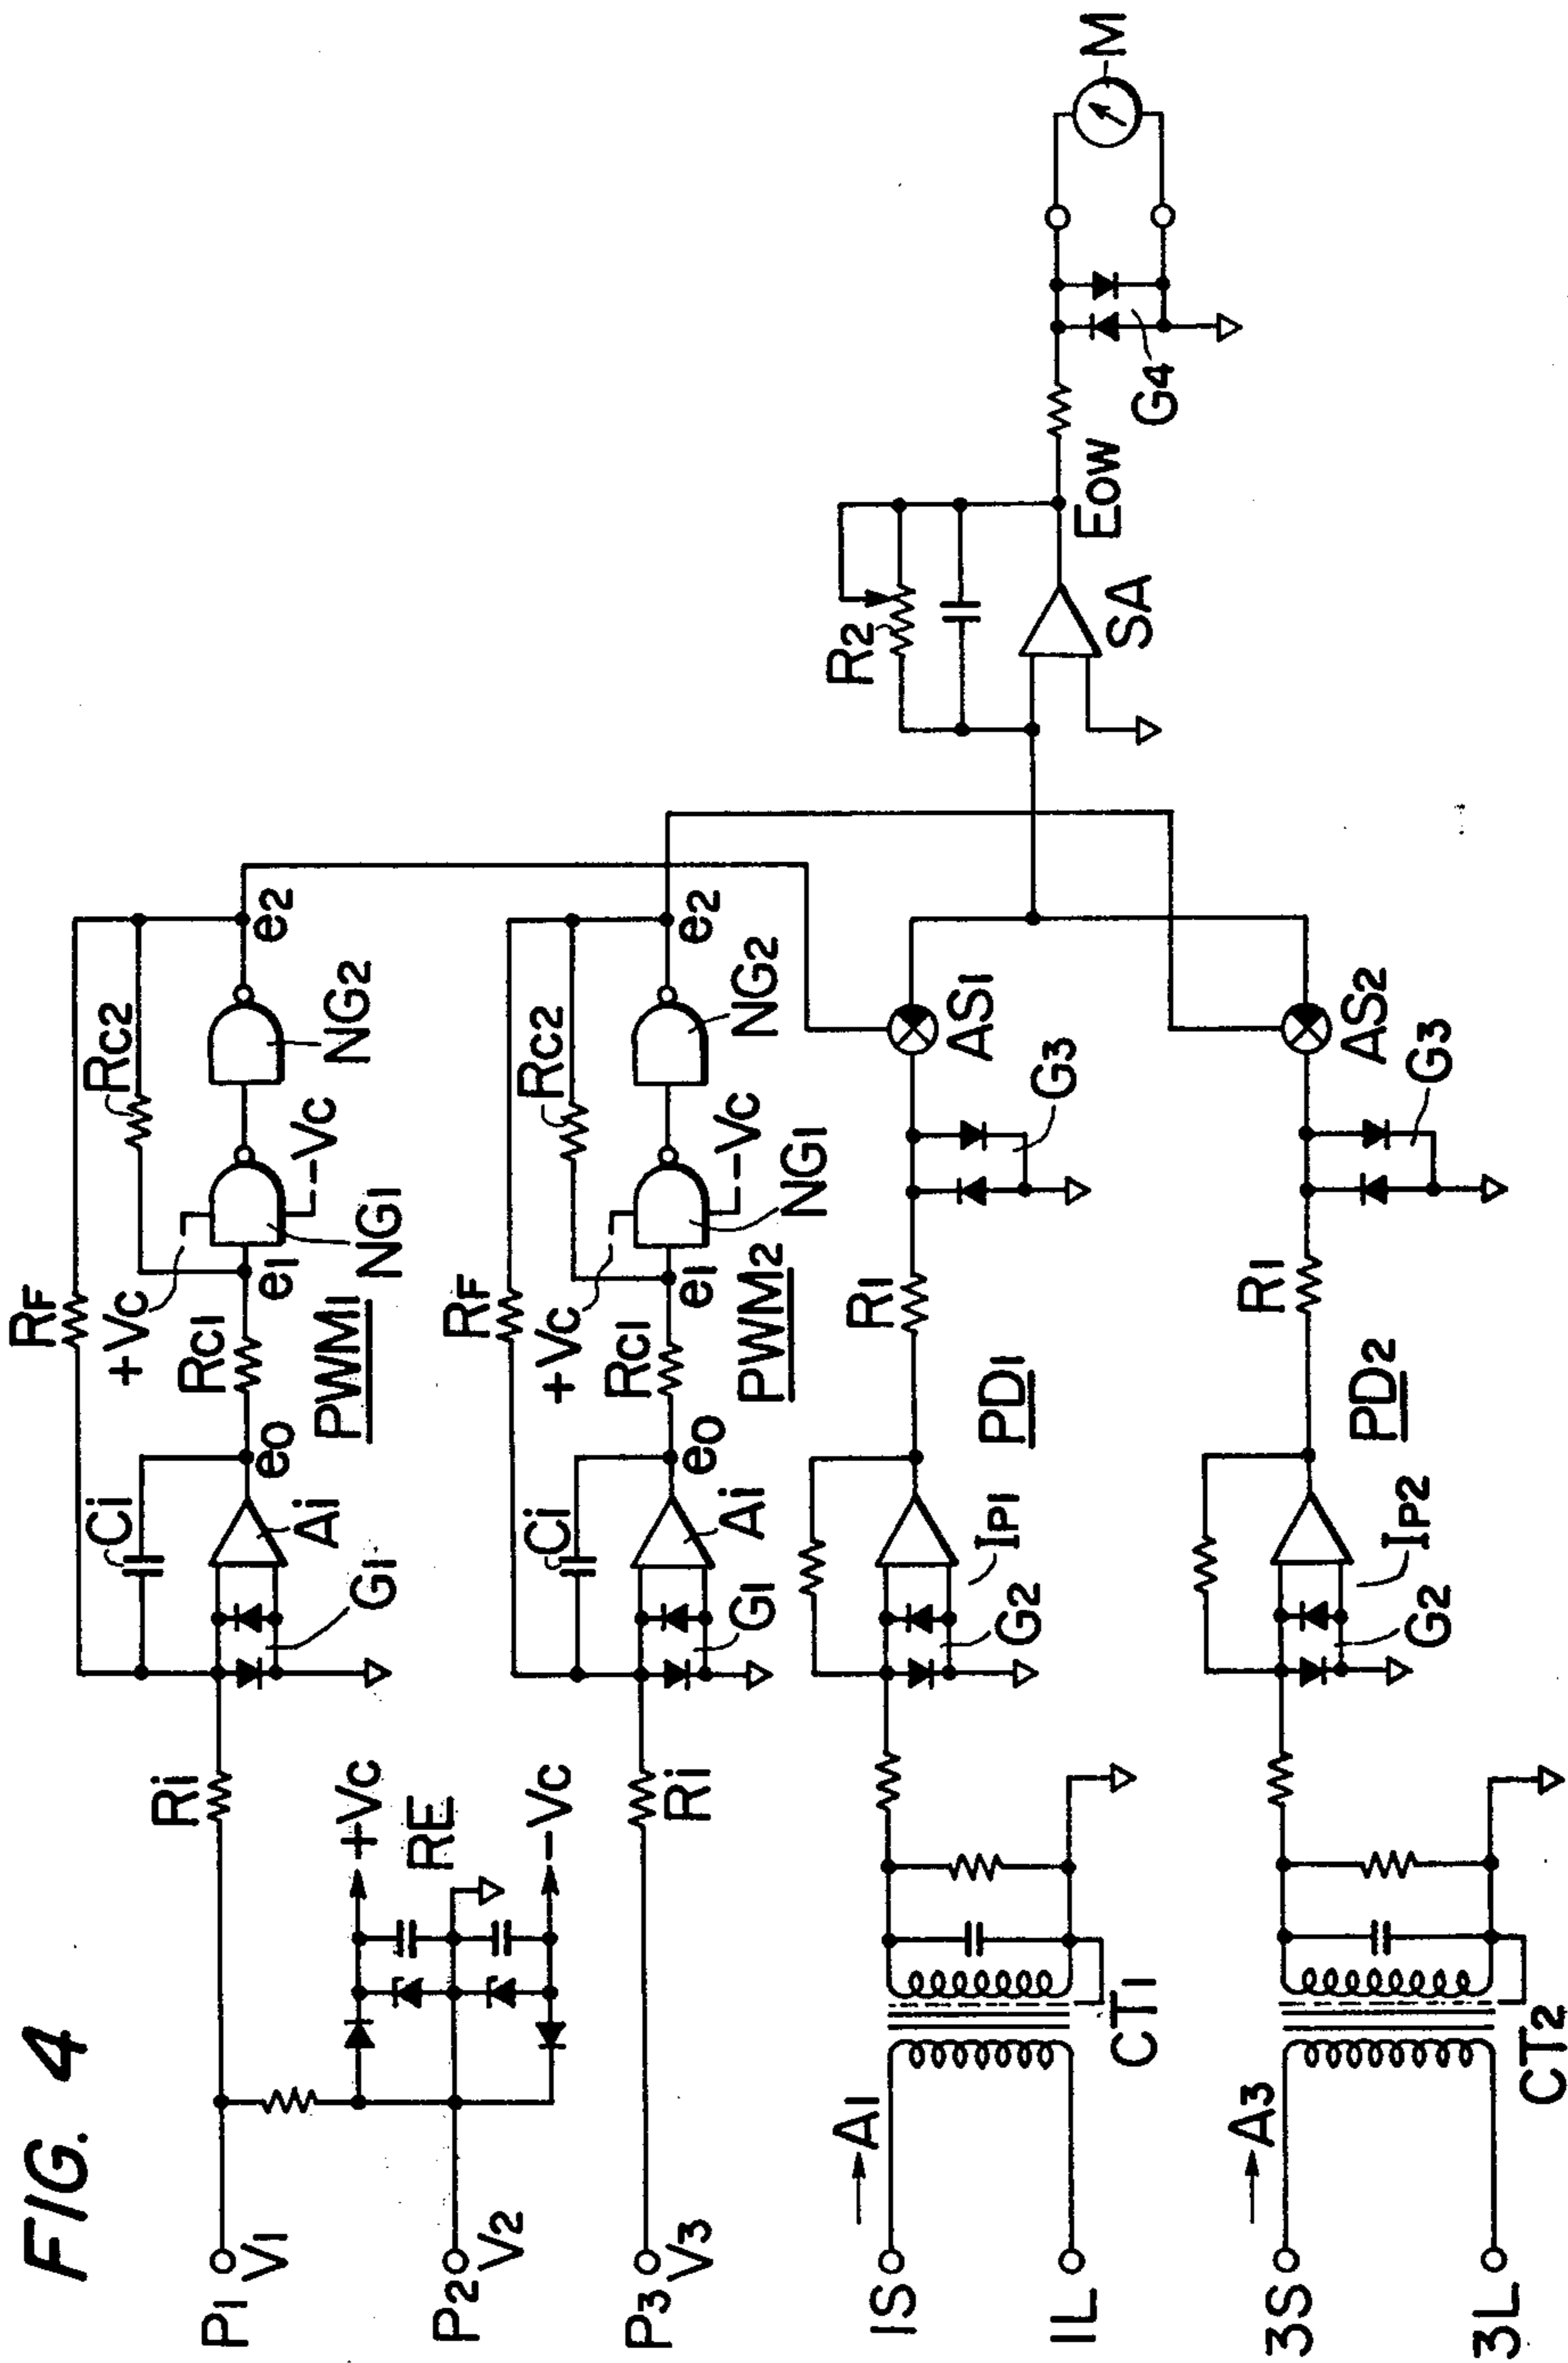 FIG. 4
RF
Rc2
Ci
+Vc
e2
Ri
Rc1
e0
e1
-Vc
NG2
Ai
G1
PWM1
NG1
P1
V1
+Vc
RE
-Vc
P2
V2
RF
Rc2
Ci
+Vc
e2
Rc1
e0
e1
-Vc
NG2
Ri
Ai
G1
PWM2
NG1
P3
V3
R2
SA
EOW
G4
M
A1
R1
AS1
1S
1L
CT1
G2
IP1
PD1
G3
A3
R1
AS2
3S
3L
CT2
G2
IP2
PD2
G3